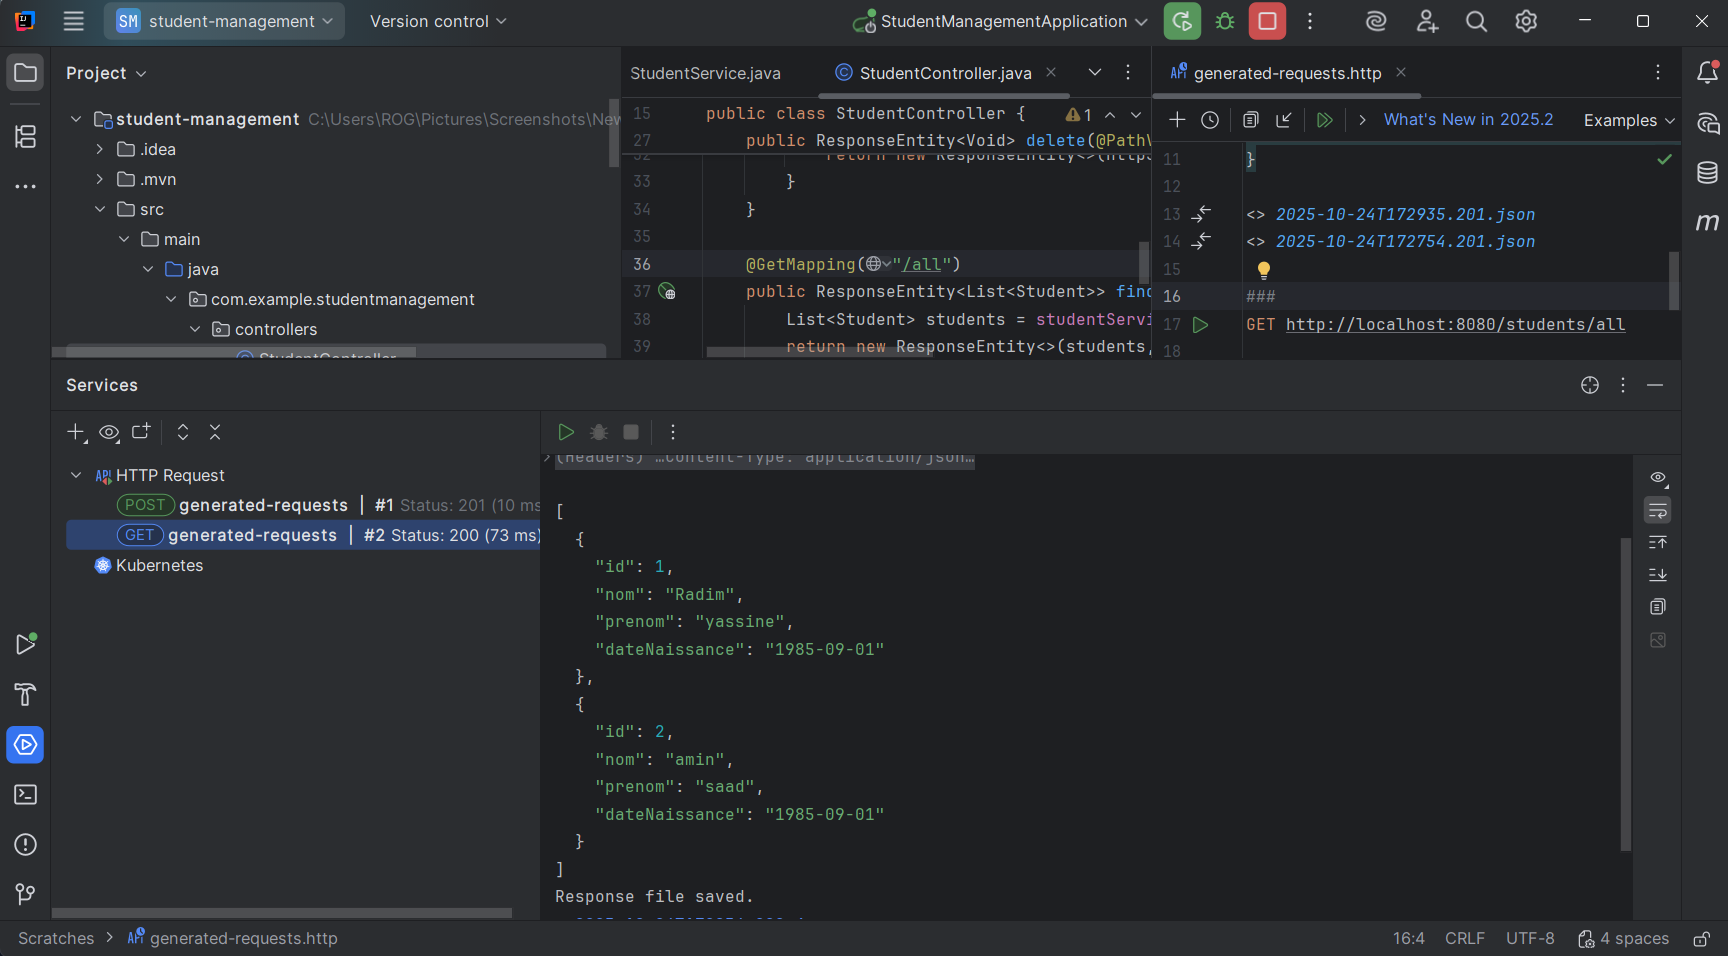 SM student-management
Version control
StudentManagementApplication
Project
student-management C:\Users\ROG\Pictures\Screenshots\Nev
.idea
.mvn
src
main
java
com.example.studentmanagement
controllers
StudentController
StudentService.java
StudentController.java
15 public class StudentController { 1
27 public ResponseEntity<Void> delete(@Path
32 return new ResponseEntity<>(
33 }
34 }
35
36 @GetMapping("/all")
37 public ResponseEntity<List<Student>> find
38 List<Student> students = studentServi
39 return new ResponseEntity<>(students,
API generated-requests.http
What's New in 2025.2 Examples
11 }
12
13 <> 2025-10-24T172935.201.json
14 <> 2025-10-24T172754.201.json
15
16 ###
17 GET http://localhost:8080/students/all
18
Services
API HTTP Request
POST generated-requests | #1 Status: 201 (10 ms
GET generated-requests | #2 Status: 200 (73 ms)
Kubernetes
(Headers) …content-Type: application/json…
[
{
"id": 1,
"nom": "Radim",
"prenom": "yassine",
"dateNaissance": "1985-09-01"
},
{
"id": 2,
"nom": "amin",
"prenom": "saad",
"dateNaissance": "1985-09-01"
}
]
Response file saved.
Scratches > API generated-requests.http
16:4 CRLF UTF-8 4 spaces